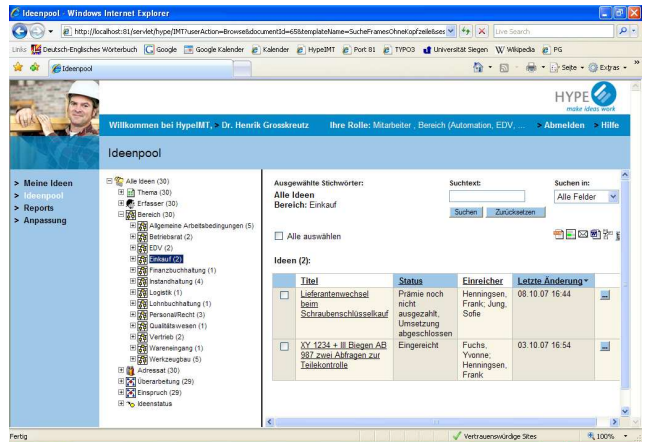 Ideenpool - Windows Internet Explorer
http://localhost:81/servlet/hype/IMT?userAction=Browse&documentId=65&templateName=SucheFramesOhneKopfzeile&ses
Live Search
Links Deutsch-Englisches Wörterbuch Google Google Kalender Kalender HypeIMT Port 81 TYPO3 Universität Siegen Wikipedia PG
Ideenpool
Seite Extras
HYPE
make ideas work
Willkommen bei HypeIMT, > Dr. Henrik Grosskreutz Ihre Rolle: Mitarbeiter , Bereich (Automation, EDV, ... > Abmelden > Hilfe
Ideenpool
> Meine Ideen
> Ideenpool
> Reports
> Anpassung
Alle Ideen (30)
Thema (30)
Erfasser (30)
Bereich (30)
Allgemeine Arbeitsbedingungen (5)
Betriebsrat (2)
EDV (2)
Einkauf (2)
Finanzbuchhaltung (1)
Instandhaltung (4)
Logistik (1)
Lohnbuchhaltung (1)
Personal/Recht (3)
Qualitätswesen (1)
Vertrieb (2)
Wareneingang (1)
Werkzeugbau (5)
Adressat (30)
Überarbeitung (29)
Einspruch (29)
Ideenstatus
Ausgewählte Stichwörter:
Alle Ideen
Bereich: Einkauf
Suchtext:
Suchen in:
Alle Felder
Suchen Zurücksetzen
Alle auswählen
Ideen (2):
Titel Status Einreicher Letzte Änderung
Lieferantenwechsel beim Schraubenschlüsselkauf
Prämie noch nicht ausgezahlt, Umsetzung abgeschlossen
Henningsen, Frank; Jung, Sofie
08.10.07 16:44
...
XY 1234 + III Biegen AB 987 zwei Abfragen zur Teilekontrolle
Eingereicht
Fuchs, Yvonne; Henningsen, Frank
03.10.07 16:54
...
Fertig
Vertrauenswürdige Sites
100%